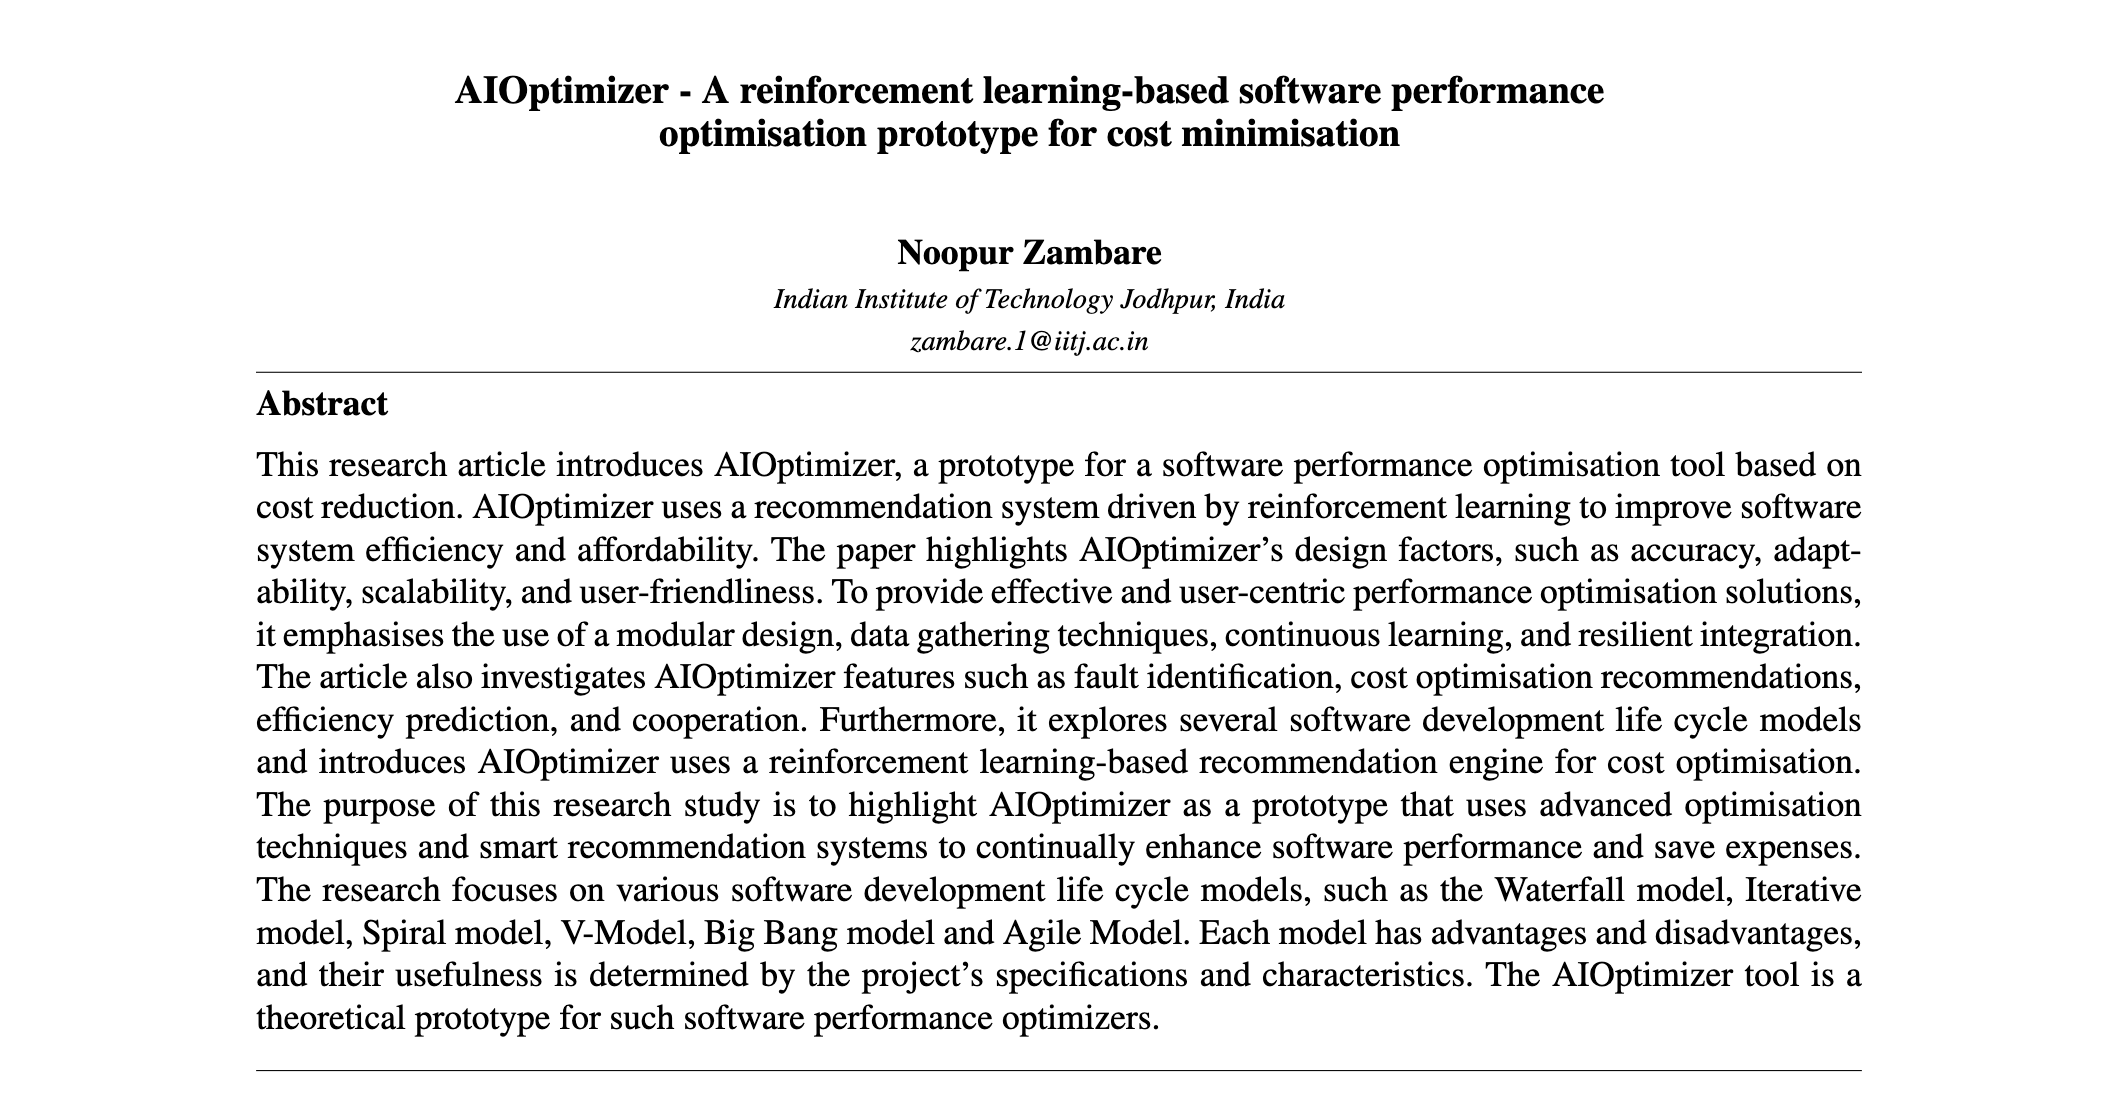 AIOptimizer - A reinforcement learning-based software performance
optimisation prototype for cost minimisation
Noopur Zambare
Indian Institute of Technology Jodhpur, India
zambare.1@iitj.ac.in
Abstract
This research article introduces AIOptimizer, a prototype for a software performance optimisation tool based on
cost reduction. AIOptimizer uses a recommendation system driven by reinforcement learning to improve software
system efficiency and affordability. The paper highlights AIOptimizer’s design factors, such as accuracy, adapt-
ability, scalability, and user-friendliness. To provide effective and user-centric performance optimisation solutions,
it emphasises the use of a modular design, data gathering techniques, continuous learning, and resilient integration.
The article also investigates AIOptimizer features such as fault identification, cost optimisation recommendations,
efficiency prediction, and cooperation. Furthermore, it explores several software development life cycle models
and introduces AIOptimizer uses a reinforcement learning-based recommendation engine for cost optimisation.
The purpose of this research study is to highlight AIOptimizer as a prototype that uses advanced optimisation
techniques and smart recommendation systems to continually enhance software performance and save expenses.
The research focuses on various software development life cycle models, such as the Waterfall model, Iterative
model, Spiral model, V-Model, Big Bang model and Agile Model. Each model has advantages and disadvantages,
and their usefulness is determined by the project’s specifications and characteristics. The AIOptimizer tool is a
theoretical prototype for such software performance optimizers.